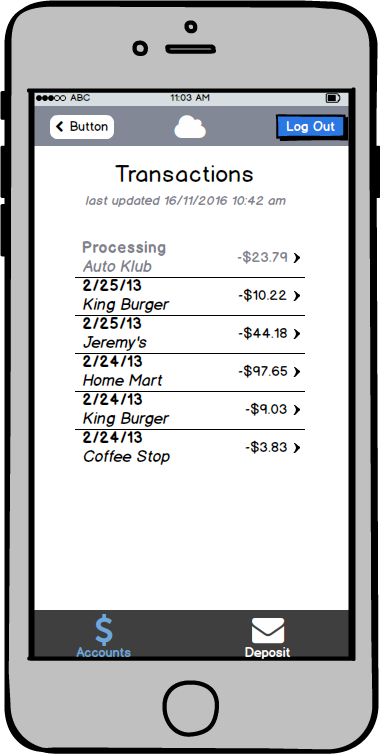 ABC 11:03 AM
Button Log Out
Transactions
last updated 16/11/2016 10:42 am
Processing
Auto Klub -$23.79
2/25/13
King Burger -$10.22
2/25/13
Jeremy's -$44.18
2/24/13
Home Mart -$97.65
2/24/13
King Burger -$9.03
2/24/13
Coffee Stop -$3.83
$
Accounts Deposit